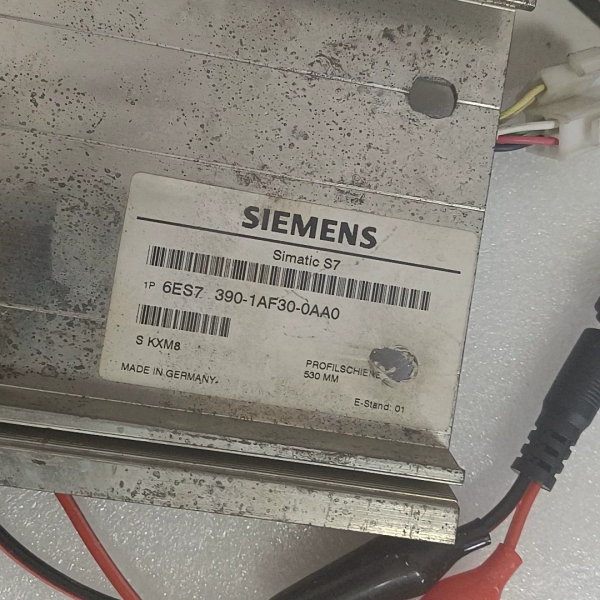 SIEMENS
Simatic S7
1P 6ES7 390-1AF30-0AA0
S KXM8
PROFILSCHIENE
MADE IN GERMANY
530 MM
E-Stand: 01